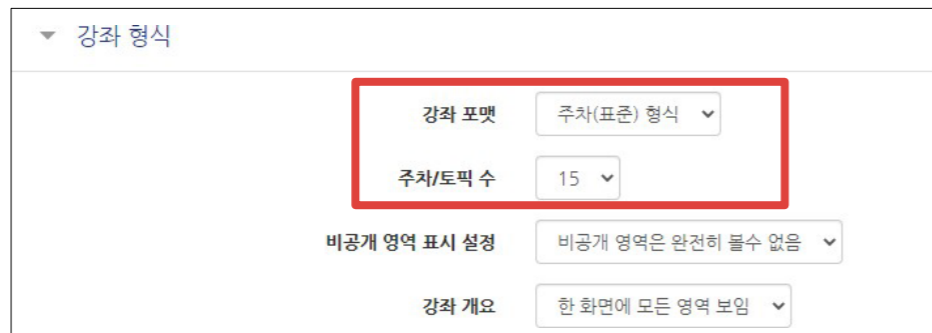 강좌 형식
강좌 포맷 주차(표준) 형식
주차/토픽 수 15
비공개 영역 표시 설정 비공개 영역은 완전히 볼수 없음
강좌 개요 한 화면에 모든 영역 보임